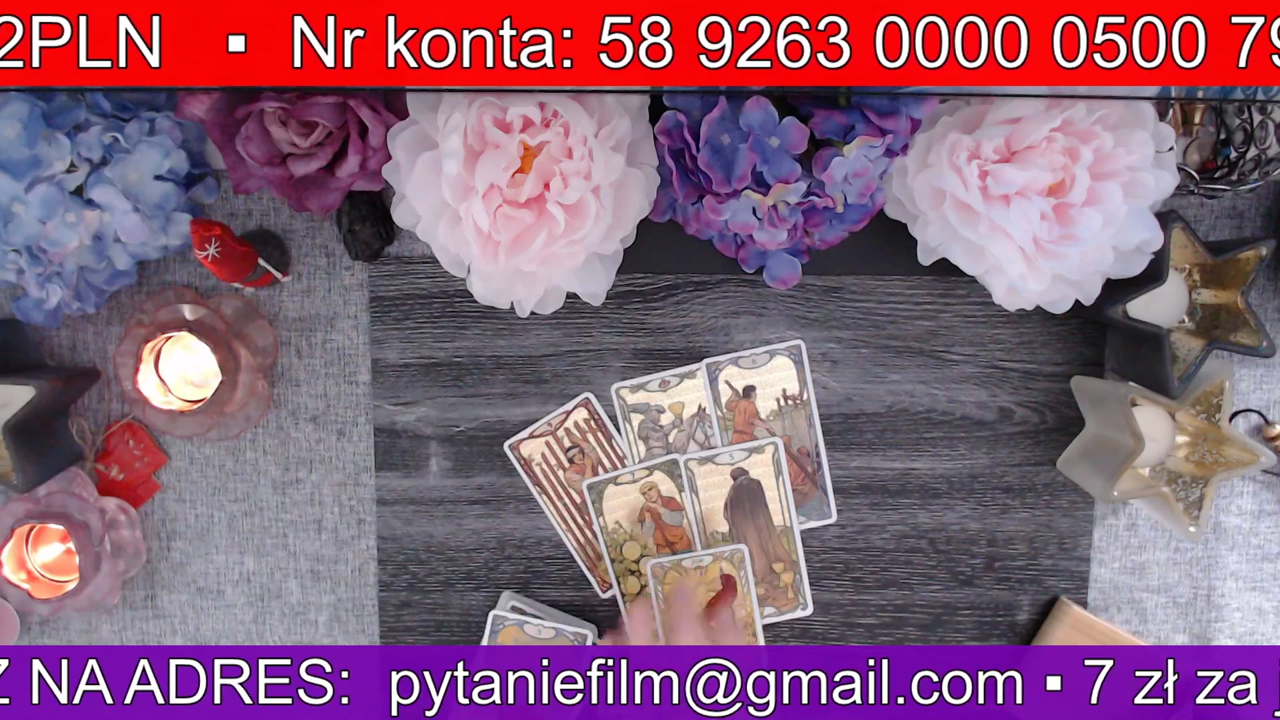 2PLN ▪ Nr konta: 58 9263 0000 0500 79
Z NA ADRES: pytaniefilm@gmail.com ▪ 7 zł za